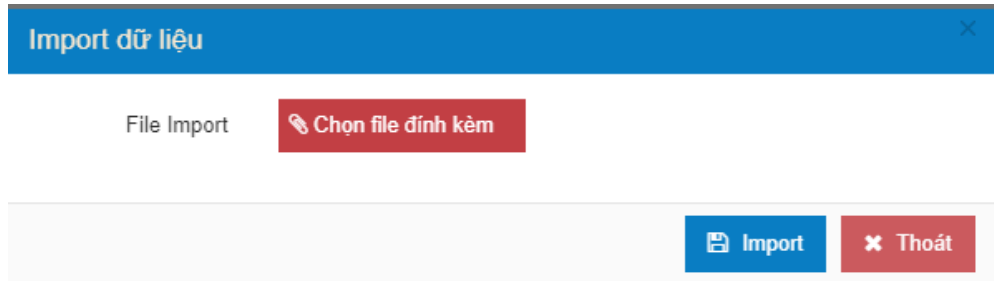 Import dữ liệu
File Import
Chọn file đính kèm
Import
Thoát